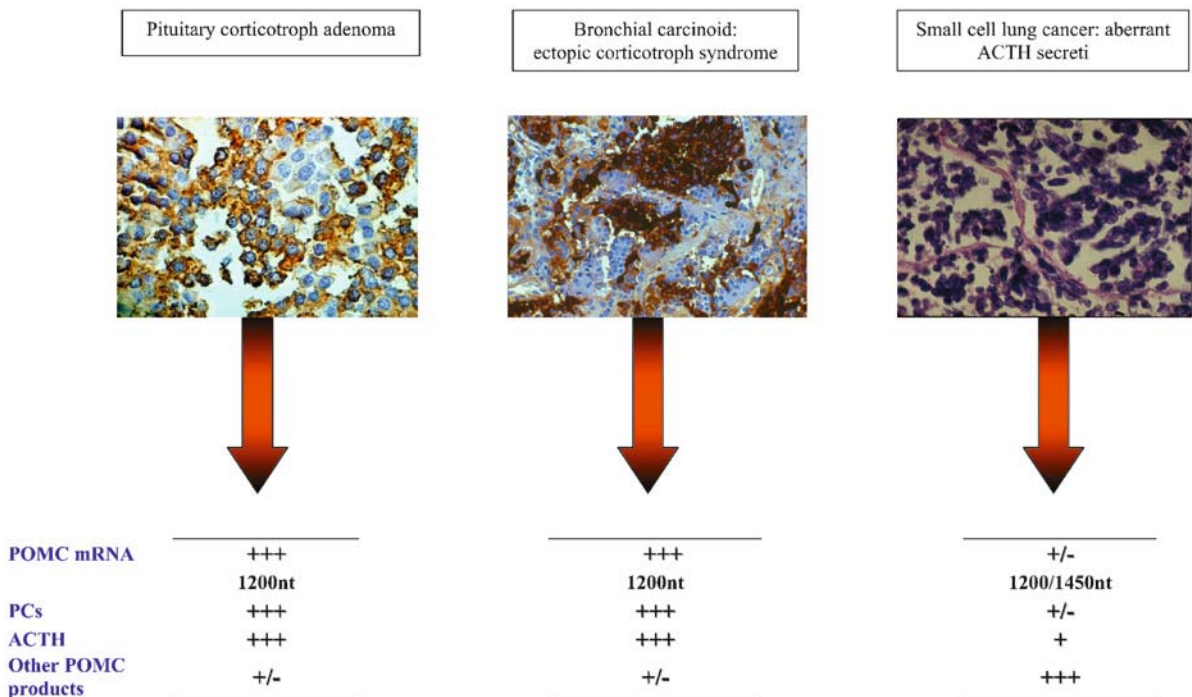 Pituitary corticotroph adenoma
Bronchial carcinoid:
ectopic corticotroph syndrome
Small cell lung cancer: aberrant
ACTH secreti
POMC mRNA +++ +++ +/-
1200nt 1200nt 1200/1450nt
PCs +++ +++ +/-
ACTH +++ +++ +
Other POMC
products +/- +/- +++